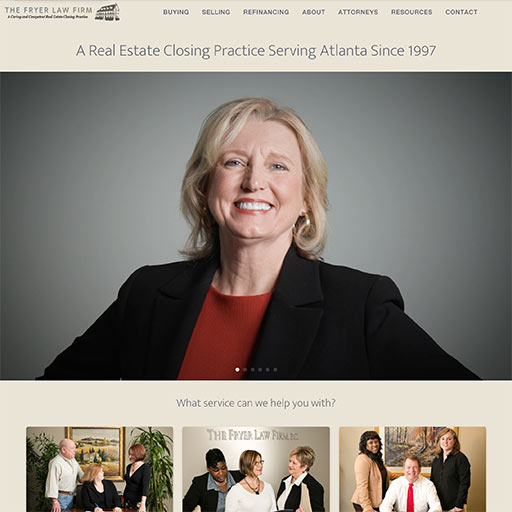 THE FRYER LAW FIRM
A Caring and Competent Real Estate Closing Practice
BUYING SELLING REFINANCING ABOUT ATTORNEYS RESOURCES CONTACT
A Real Estate Closing Practice Serving Atlanta Since 1997
What service can we help you with?
THE FRYER LAW FIRM, P.C.